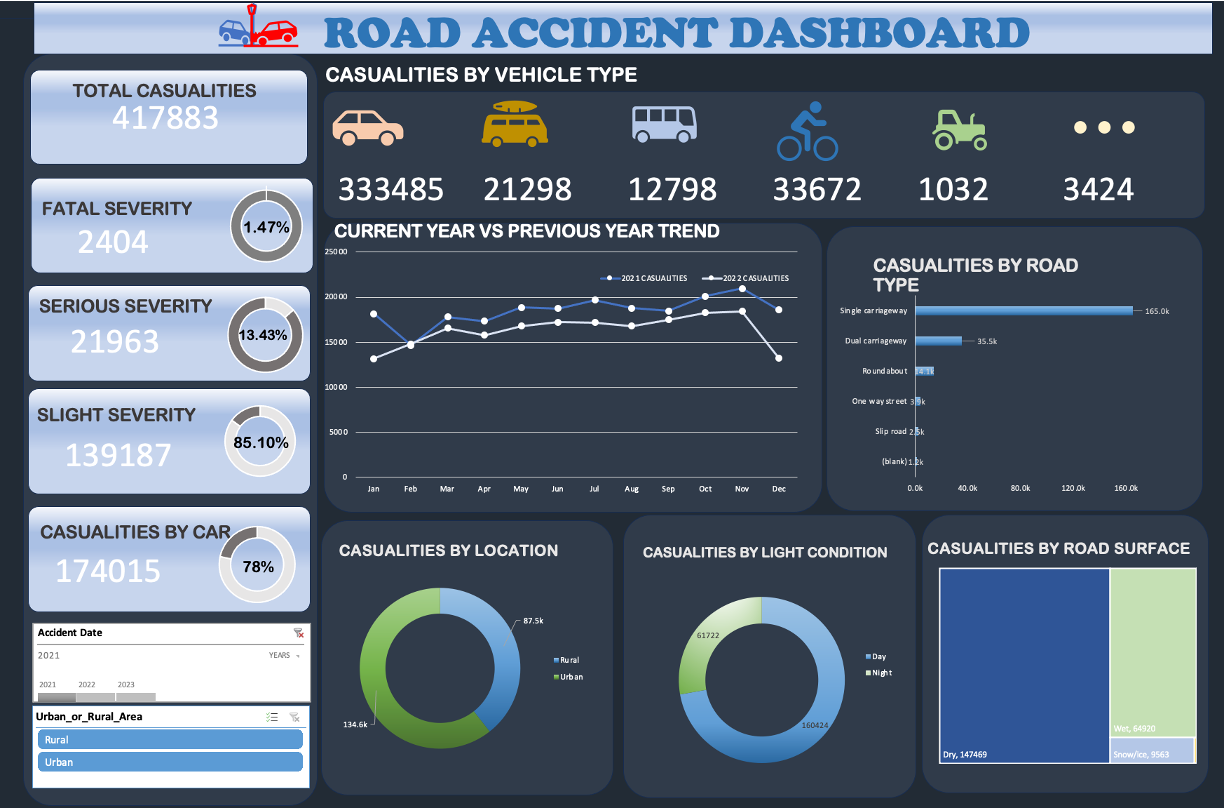 ROAD ACCIDENT DASHBOARD
TOTAL CASUALITIES
417883
FATAL SEVERITY
2404
1.47%
SERIOUS SEVERITY
21963
13.43%
SLIGHT SEVERITY
139187
85.10%
CASUALITIES BY CAR
174015
78%
Accident Date
2021
YEARS
2021 2022 2023
Urban_or_Rural_Area
Rural
Urban
CASUALITIES BY VEHICLE TYPE
333485 21298 12798 33672 1032 3424
CURRENT YEAR VS PREVIOUS YEAR TREND
2021 CASUALITIES 2022 CASUALITIES
25000
20000
15000
10000
5000
0
Jan Feb Mar Apr May Jun Jul Aug Sep Oct Nov Dec
CASUALITIES BY ROAD
TYPE
Single carriageway 165.0k
Dual carriageway 35.5k
Roundabout 14.1k
One way street
Slip road
(blank)
0.0k 40.0k 80.0k 120.0k 160.0k
CASUALITIES BY LOCATION
87.5k
134.6k
Rural
Urban
CASUALITIES BY LIGHT CONDITION
61722
160424
Day
Night
CASUALITIES BY ROAD SURFACE
Dry, 147469
Wet, 64920
Snow/ice, 9563